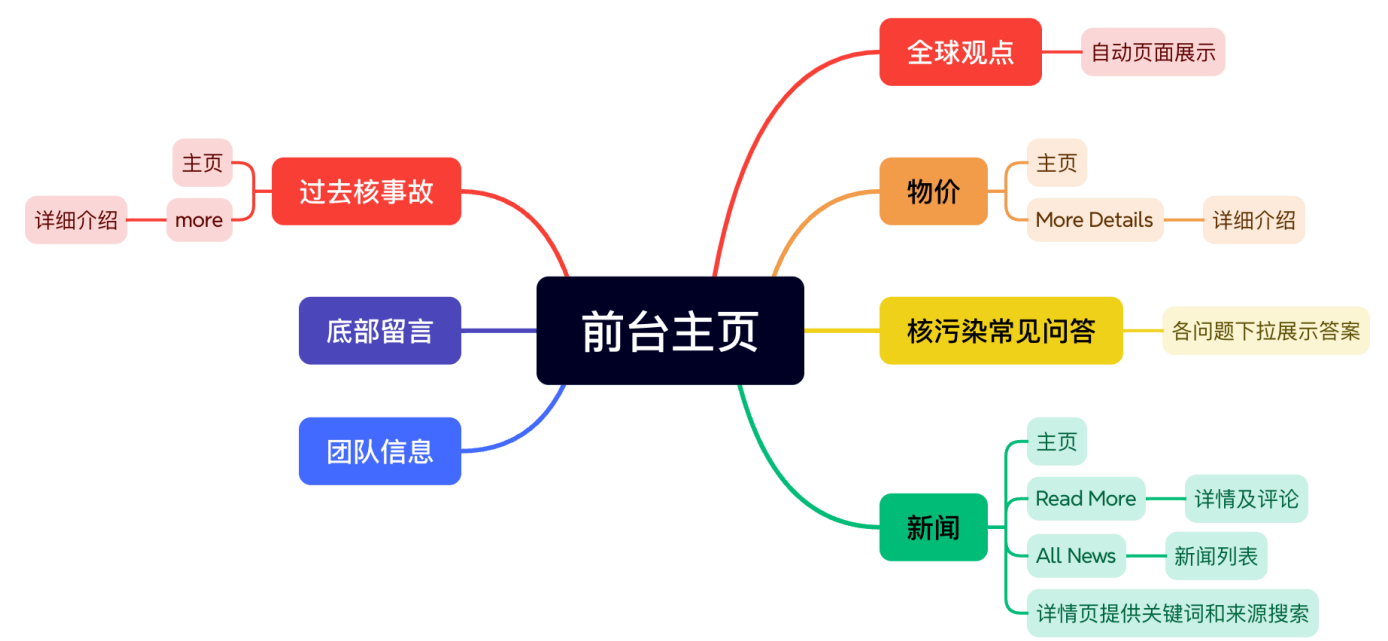 前台主页
全球观点
自动页面展示
物价
主页
More Details
详细介绍
核污染常见问答
各问题下拉展示答案
新闻
主页
Read More
详情及评论
All News
新闻列表
详情页提供关键词和来源搜索
过去核事故
主页
more
详细介绍
底部留言
团队信息